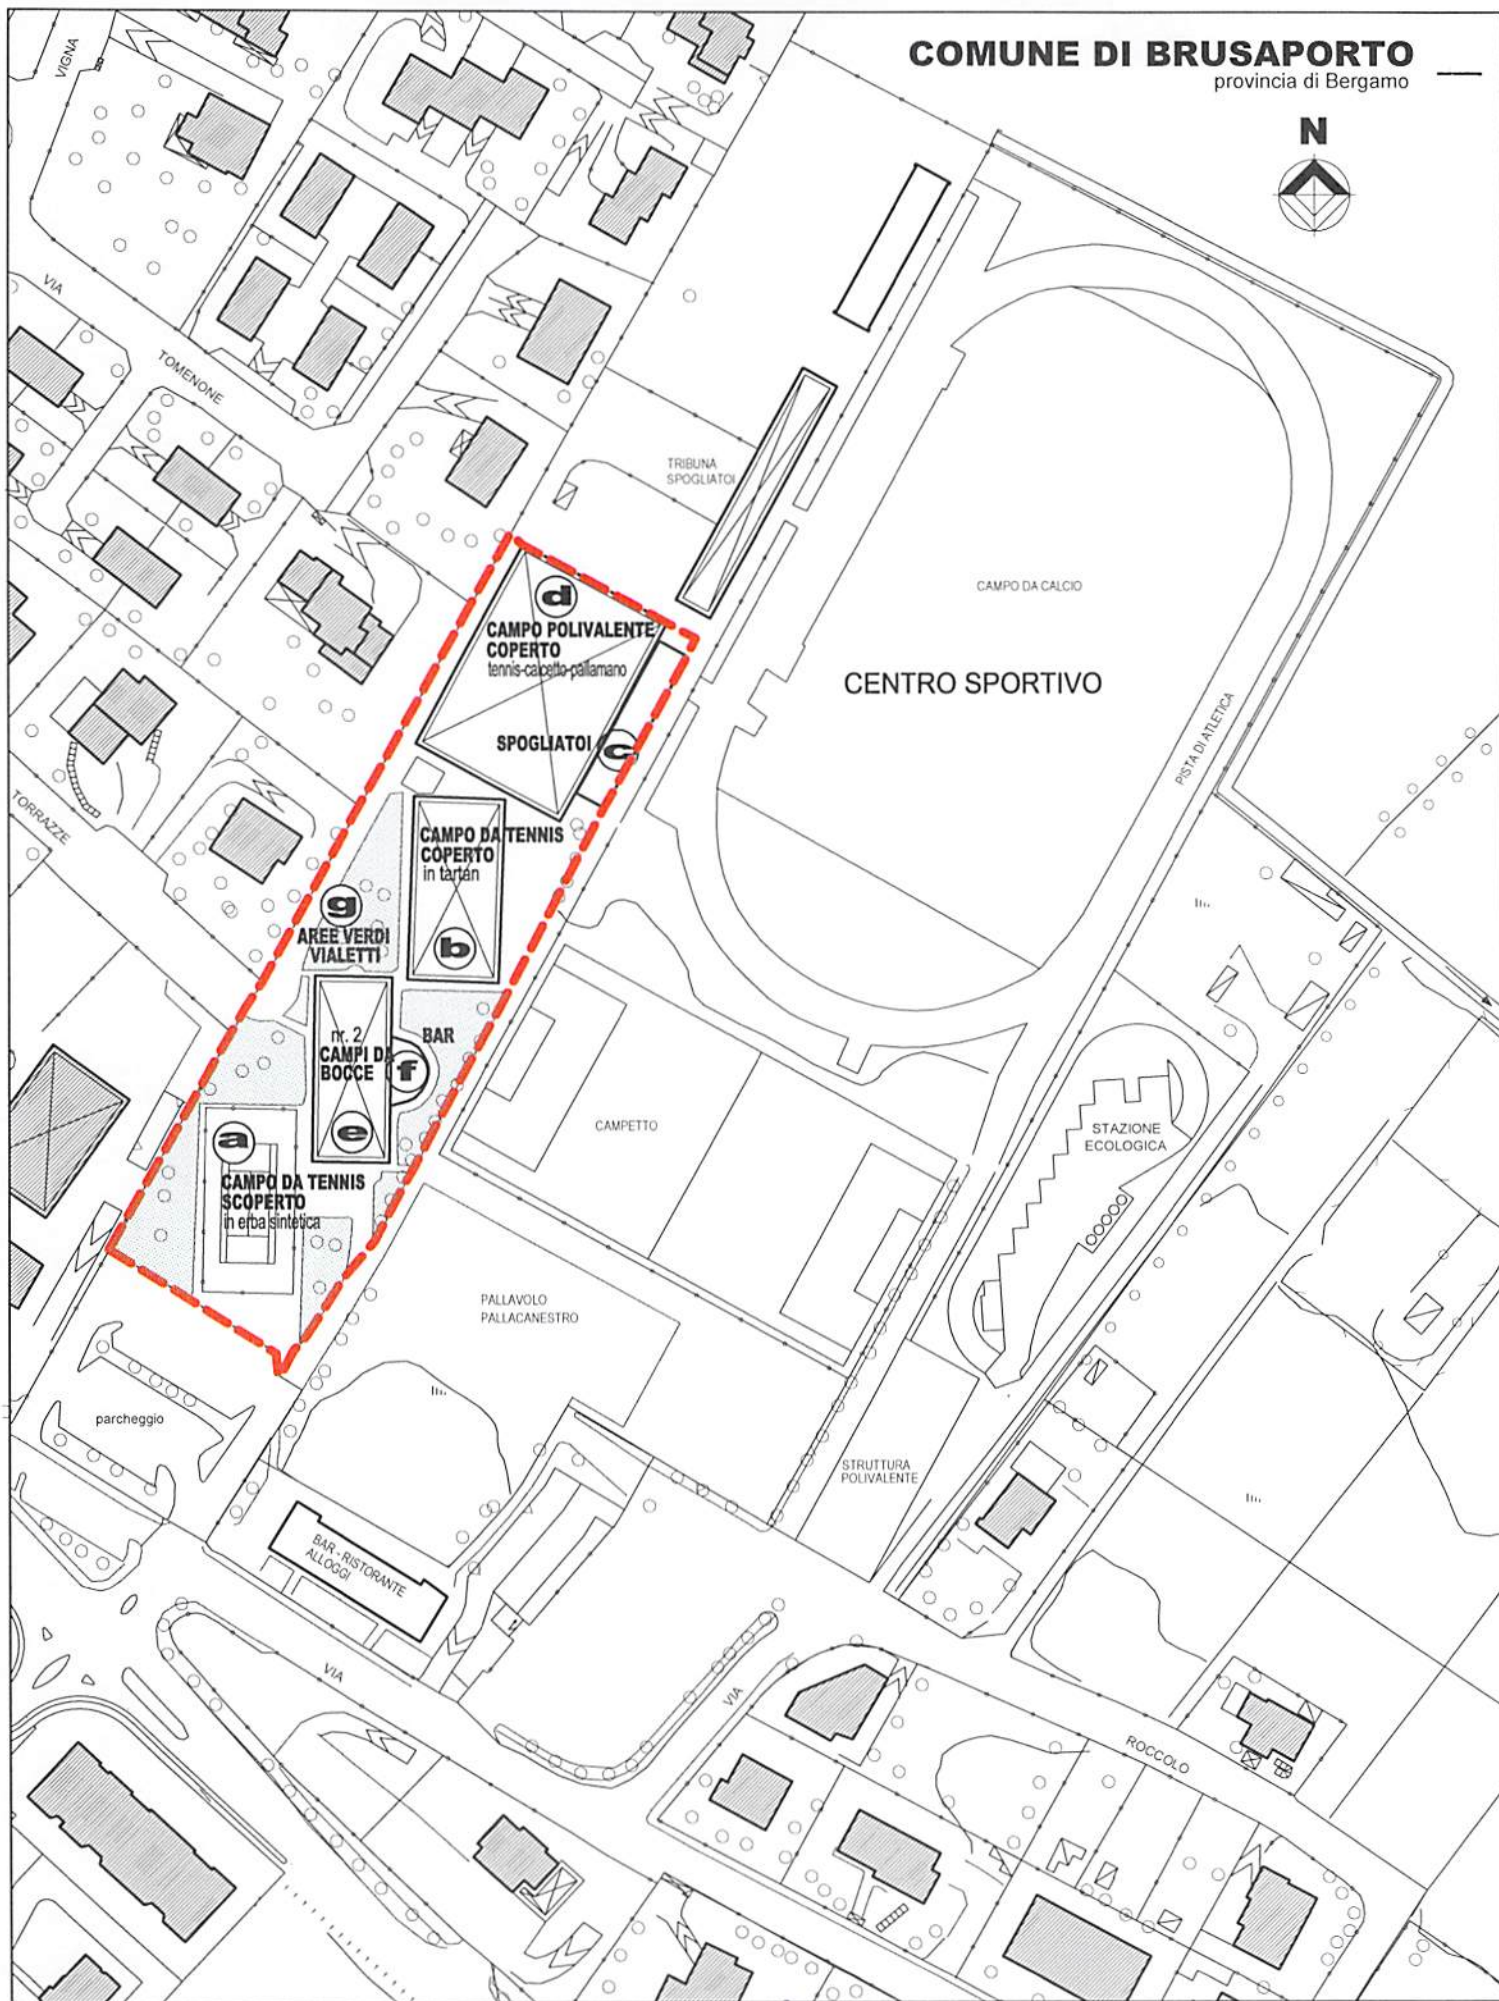 COMUNE DI BRUSAPORTO
provincia di Bergamo
N
VIGNA
VIA
TOMENONE
TRIBUNA
SPOGLIATOI
CAMPO DA CALCIO
CENTRO SPORTIVO
PISTA DI ATLETICA
d
CAMPO POLIVALENTE
COPERTO
tennis-calcetto-pallamano
SPOGLIATOI
c
TORRAZZE
CAMPO DA TENNIS
COPERTO
in tartan
g
AREE VERDI
VIALETTI
b
nr. 2
CAMPI DA
BOCCE
BAR
f
e
a
CAMPO DA TENNIS
SCOPERTO
in erba sintetica
CAMPETTO
STAZIONE
ECOLOGICA
PALLAVOLO
PALLACANESTRO
parcheggio
STRUTTURA
POLIVALENTE
BAR - RISTORANTE
ALLOGGI
VIA
VIA
ROCCOLO